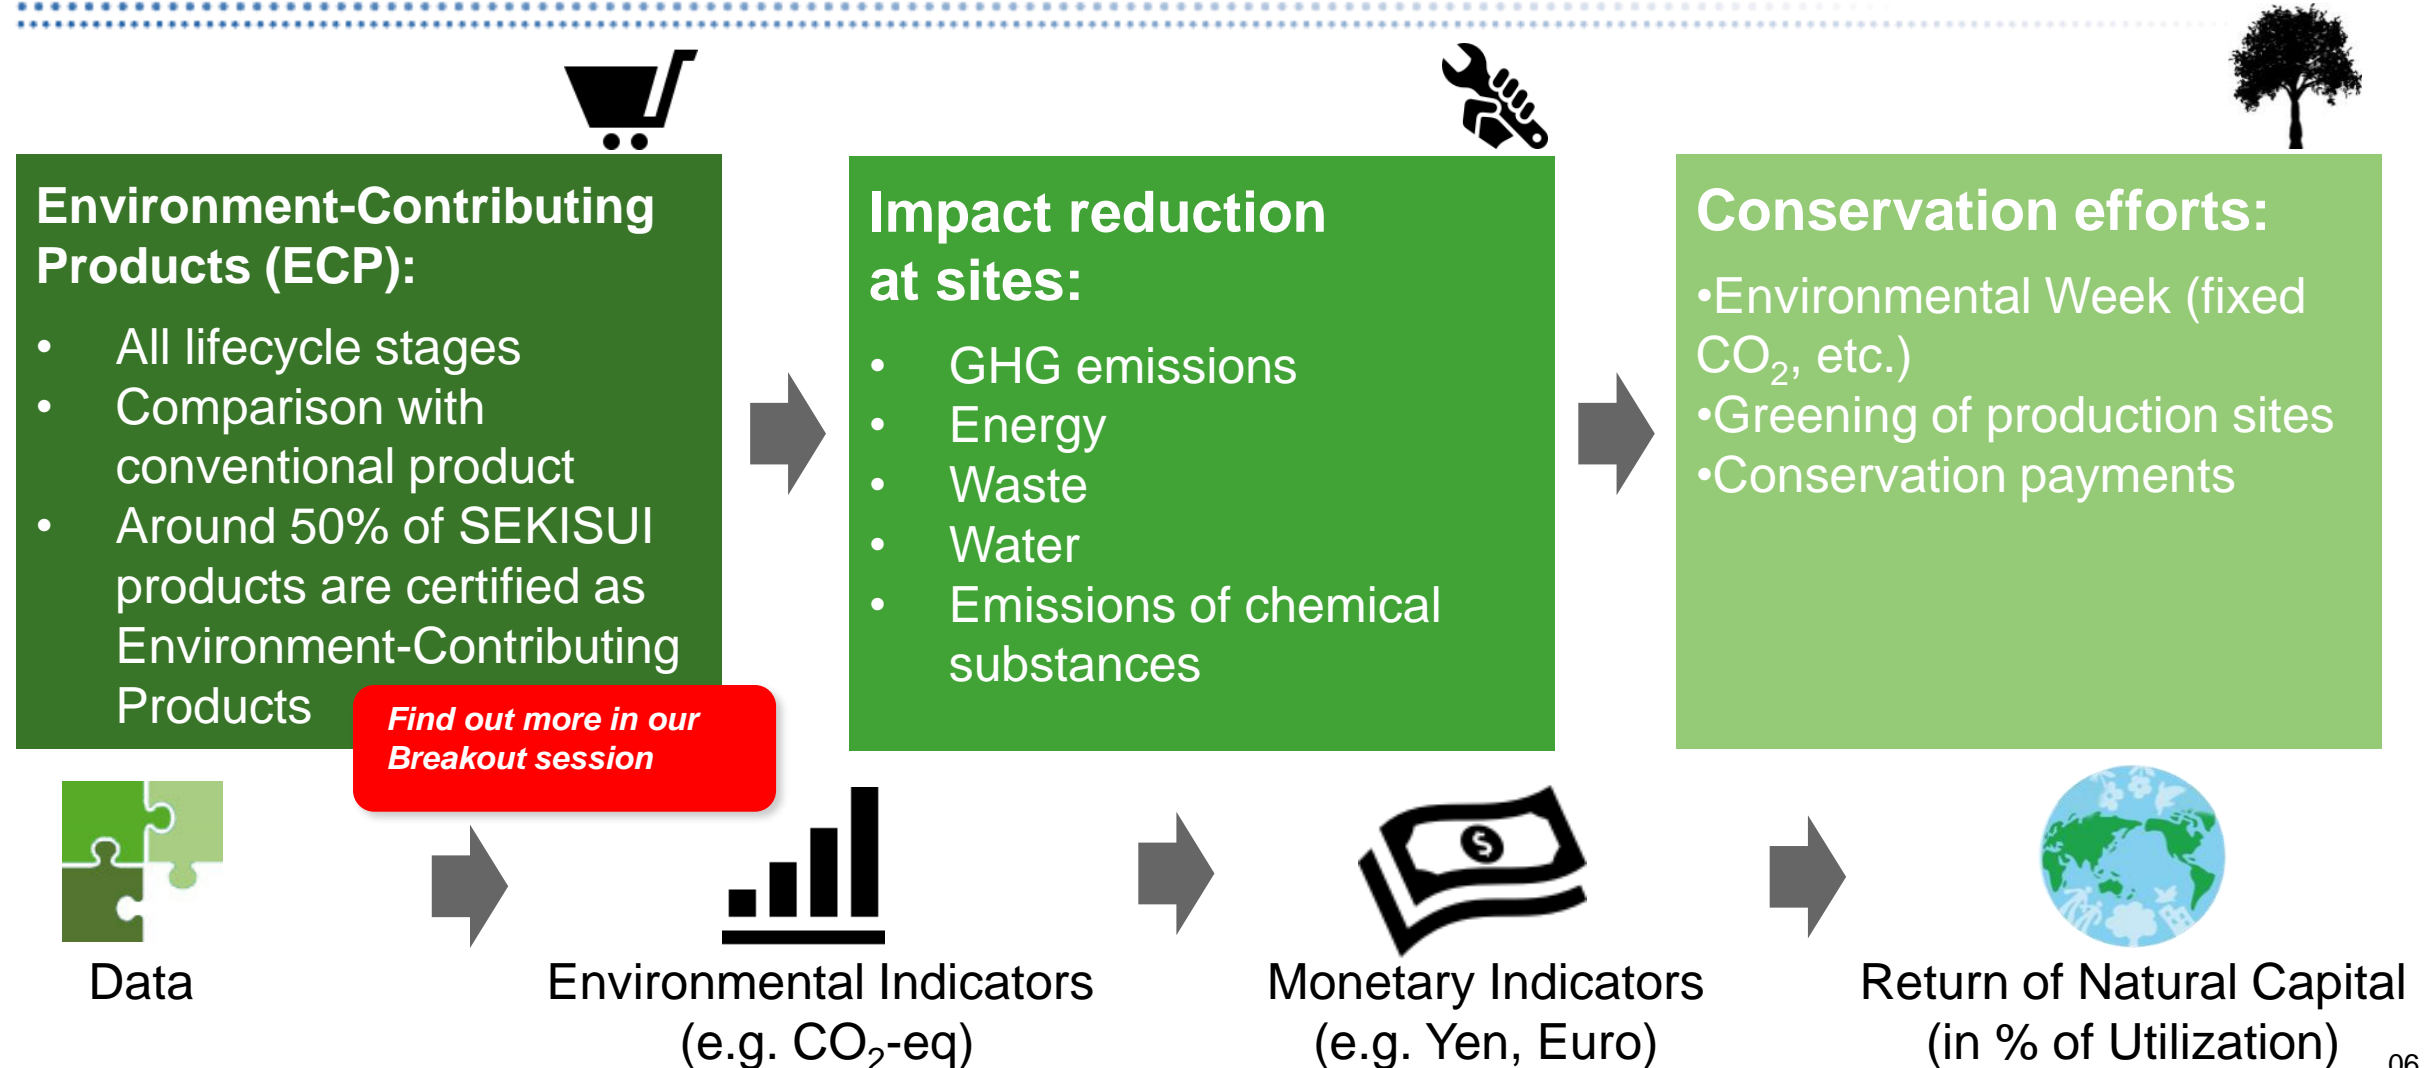 Environment-Contributing
Products (ECP):
• All lifecycle stages
• Comparison with
conventional product
• Around 50% of SEKISUI
products are certified as
Environment-Contributing
Products
Find out more in our
Breakout session
Impact reduction
at sites:
• GHG emissions
• Energy
• Waste
• Water
• Emissions of chemical
substances
Conservation efforts:
•Environmental Week (fixed
CO₂, etc.)
•Greening of production sites
•Conservation payments
Data
Environmental Indicators
(e.g. CO₂-eq)
$
Monetary Indicators
(e.g. Yen, Euro)
Return of Natural Capital
(in % of Utilization)
06